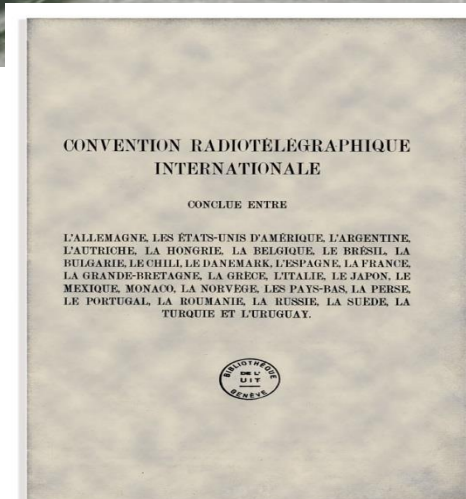 CONVENTION RADIOTÉLÉGRAPHIQUE
INTERNATIONALE
CONCLUE ENTRE
L'ALLEMAGNE, LES ÉTATS-UNIS D'AMÉRIQUE, L'ARGENTINE,
L'AUTRICHE, LA HONGRIE, LA BELGIQUE, LE BRÉSIL, LA
BULGARIE, LE CHILI, LE DANEMARK, L'ESPAGNE, LA FRANCE,
LA GRANDE-BRETAGNE, LA GRÈCE, L'ITALIE, LE JAPON, LE
MEXIQUE, MONACO, LA NORVEGE, LES PAYS-BAS, LA PERSE,
LE PORTUGAL, LA ROUMANIE, LA RUSSIE, LA SUEDE, LA
TURQUIE ET L'URUGUAY.
BIBLIOTHÈQUE
DE L'
UIT
GENÈVE